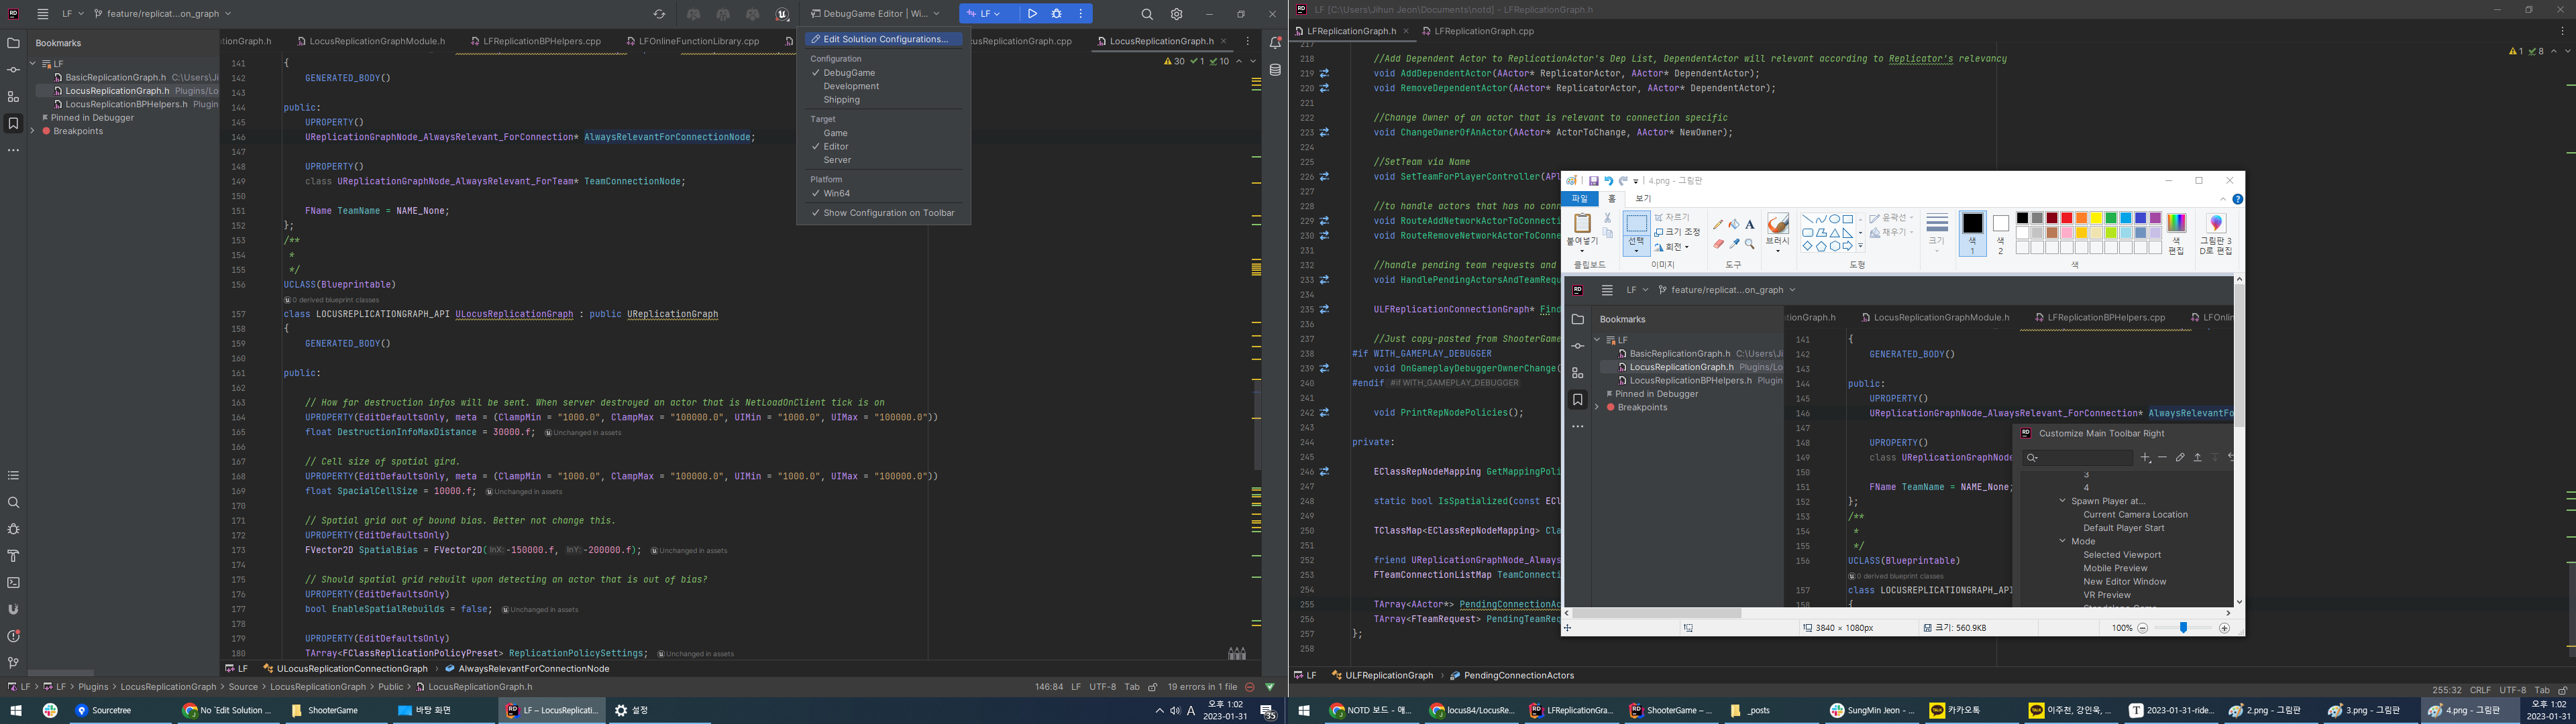 LF
feature/replicat...on_graph
DebugGame Editor | Wi...
LF
Bookmarks
LF
BasicReplicationGraph.h C:\Users\Ji
LocusReplicationGraph.h Plugins/Lo
LocusReplicationBPHelpers.h Plugin
Pinned in Debugger
Breakpoints
tionGraph.h
LocusReplicationGraphModule.h
LFReplicationBPHelpers.cpp
LFOnlineFunctionLibrary.cpp
cusReplicationGraph.cpp
LocusReplicationGraph.h
30 1 10
141 {
142 GENERATED_BODY()
143
144 public:
145 UPROPERTY()
146 UReplicationGraphNode_AlwaysRelevant_ForConnection* AlwaysRelevantForConnectionNode;
147
148 UPROPERTY()
149 class UReplicationGraphNode_AlwaysRelevant_ForTeam* TeamConnectionNode;
150
151 FName TeamName = NAME_None;
152 };
153 /**
154 *
155 */
156 UCLASS(Blueprintable)
0 derived blueprint classes
157 class LOCUSREPLICATIONGRAPH_API ULocusReplicationGraph : public UReplicationGraph
158 {
159 GENERATED_BODY()
160
161 public:
162
163 // How far destruction infos will be sent. When server destroyed an actor that is NetLoadOnClient tick is on
164 UPROPERTY(EditDefaultsOnly, meta = (ClampMin = "1000.0", ClampMax = "100000.0", UIMin = "1000.0", UIMax = "100000.0"))
165 float DestructionInfoMaxDistance = 30000.f; Unchanged in assets
166
167 // Cell size of spatial gird.
168 UPROPERTY(EditDefaultsOnly, meta = (ClampMin = "1000.0", ClampMax = "100000.0", UIMin = "1000.0", UIMax = "100000.0"))
169 float SpacialCellSize = 10000.f; Unchanged in assets
170
171 // Spatial grid out of bound bias. Better not change this.
172 UPROPERTY(EditDefaultsOnly)
173 FVector2D SpatialBias = FVector2D( InX: -150000.f, InY: -200000.f); Unchanged in assets
174
175 // Should spatial grid rebuilt upon detecting an actor that is out of bias?
176 UPROPERTY(EditDefaultsOnly)
177 bool EnableSpatialRebuilds = false; Unchanged in assets
178
179 UPROPERTY(EditDefaultsOnly)
180 TArray<FClassReplicationPolicyPreset> ReplicationPolicySettings; Unchanged in assets
Edit Solution Configurations...
Configuration
DebugGame
Development
Shipping
Target
Game
Editor
Server
Platform
Win64
Show Configuration on Toolbar
LF ULocusReplicationConnectionGraph AlwaysRelevantForConnectionNode
LF > LF > Plugins > LocusReplicationGraph > Source > LocusReplicationGraph > Public > LocusReplicationGraph.h
146:84 LF UTF-8 Tab 19 errors in 1 file
Sourcetree
No 'Edit Solution ...
ShooterGame
바탕 화면
LF – LocusReplicati...
설정
A
오후 1:02
2023-01-31
35
LF [C:\Users\Jihun Jeon\Documents\notd] - LFReplicationGraph.h
LFReplicationGraph.h
LFReplicationGraph.cpp
1 8
217
218 //Add Dependent Actor to ReplicationActor's Dep List, DependentActor will relevant according to Replicator's relevancy
219 void AddDependentActor(AActor* ReplicatorActor, AActor* DependentActor);
220 void RemoveDependentActor(AActor* ReplicatorActor, AActor* DependentActor);
221
222 //Change Owner of an actor that is relevant to connection specific
223 void ChangeOwnerOfAnActor(AActor* ActorToChange, AActor* NewOwner);
224
225 //SetTeam via Name
226 void SetTeamForPlayerController(APl
227
228 //to handle actors that has no conn
229 void RouteAddNetworkActorToConnecti
230 void RouteRemoveNetworkActorToConne
231
232 //handle pending team requests and
233 void HandlePendingActorsAndTeamRequ
234
235 ULFReplicationConnectionGraph* Find
236
237 //Just copy-pasted from ShooterGame
238 #if WITH_GAMEPLAY_DEBUGGER
239 void OnGameplayDebuggerOwnerChange(
240 #endif #if WITH_GAMEPLAY_DEBUGGER
241
242 void PrintRepNodePolicies();
243
244 private:
245
246 EClassRepNodeMapping GetMappingPoli
247
248 static bool IsSpatialized(const ECl
249
250 TClassMap<EClassRepNodeMapping> Cla
251
252 friend UReplicationGraphNode_Always
253 FTeamConnectionListMap TeamConnecti
254
255 TArray<AActor*> PendingConnectionAc
256 TArray<FTeamRequest> PendingTeamReq
257 };
258
4.png - 그림판
파일 홈 보기
붙여넣기
클립보드
선택
자르기
크기 조정
회전
이미지
도구
브러시
윤곽선
채우기
도형
크기
색
1
색
2
색
편집
그림판 3
D로 편집
색
LF
feature/replicat...on_graph
Bookmarks
LF
BasicReplicationGraph.h C:\Users\Ji
LocusReplicationGraph.h Plugins/Lo
LocusReplicationBPHelpers.h Plugin
Pinned in Debugger
Breakpoints
tionGraph.h
LocusReplicationGraphModule.h
LFReplicationBPHelpers.cpp
LFOnlin
141 {
142 GENERATED_BODY()
143
144 public:
145 UPROPERTY()
146 UReplicationGraphNode_AlwaysRelevant_ForConnection* AlwaysRelevantFo
147
148 UPROPERTY()
149 class UReplicationGraphNode
150
151 FName TeamName = NAME_None;
152 };
153 /**
154 *
155 */
156 UCLASS(Blueprintable)
0 derived blueprint classes
157 class LOCUSREPLICATIONGRAPH_API
158 {
Customize Main Toolbar Right
3
4
Spawn Player at...
Current Camera Location
Default Player Start
Mode
Selected Viewport
Mobile Preview
New Editor Window
VR Preview
3840 × 1080px
크기: 560.9KB
100%
LF ULFReplicationGraph PendingConnectionActors
255:32 CRLF UTF-8 Tab
NOTD 보드 - 애...
locus84/LocusRe...
LFReplicationGra...
ShooterGame – ...
_posts
SungMin Jeon - ...
카카오톡
이주천, 강인욱, ...
2023-01-31-ride...
2.png - 그림판
3.png - 그림판
4.png - 그림판
오후 1:02
2023-01-31